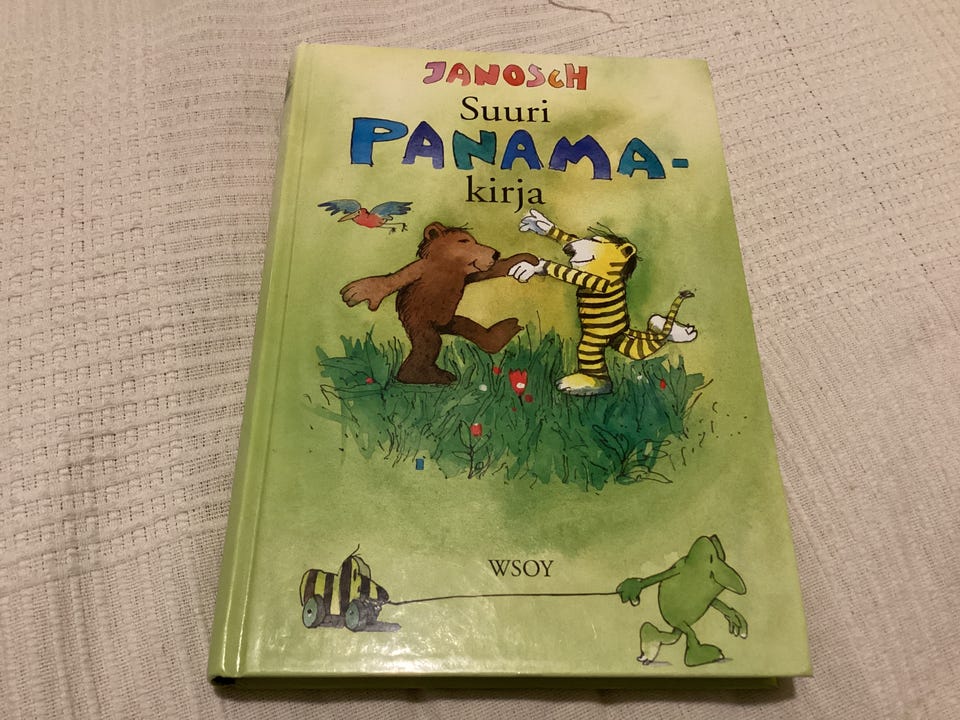 JANOSCH
Suuri
PANAMA-
kirja
WSOY